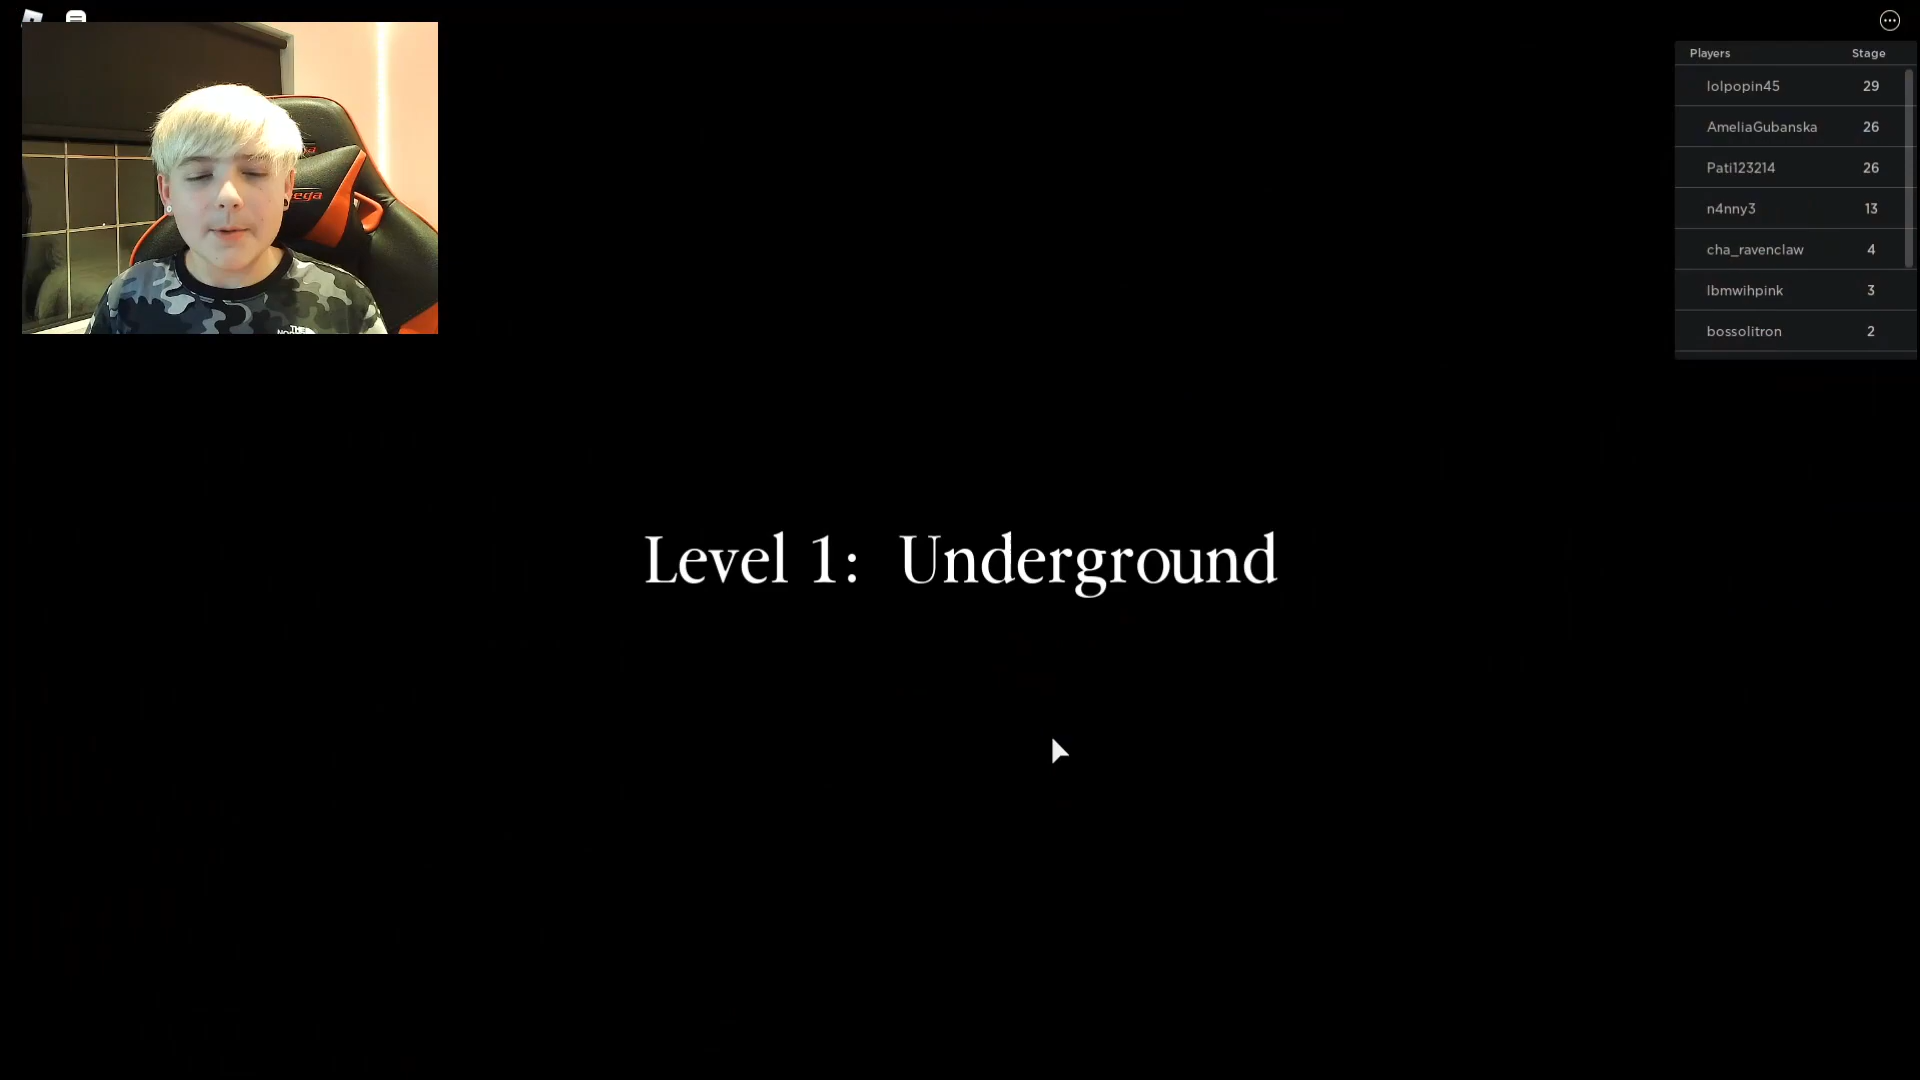 Players Stage
lolpopin45 29
AmeliaGubanska 26
Pati123214 26
n4nny3 13
cha_ravenclaw 4
lbmwihpink 3
bossolitron 2
THE
Level 1: Underground